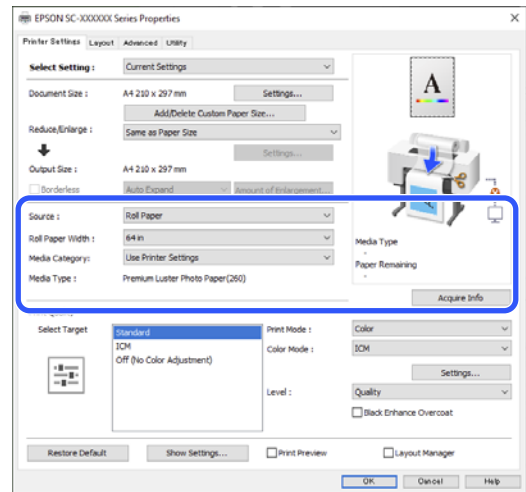 EPSON SC-XXXXXX Series Properties
Printer Settings Layout Advanced Utility
Select Setting : Current Settings
Document Size : A4 210 x 297 mm Settings...
Add/Delete Custom Paper Size...
Reduce/Enlarge : Same as Paper Size
Settings...
Output Size : A4 210 x 297 mm
Borderless Auto Expand Amount of Enlargement...
A
Source : Roll Paper
Roll Paper Width : 64 in
Media Category: Use Printer Settings
Media Type : Premium Luster Photo Paper(260)
Media Type
-
Paper Remaining
-
Acquire Info
Select Target
Standard
ICM
Off (No Color Adjustment)
Print Mode : Color
Color Mode : ICM
Settings...
Level : Quality
Black Enhance Overcoat
Restore Default Show Settings... Print Preview Layout Manager
OK Cancel Help